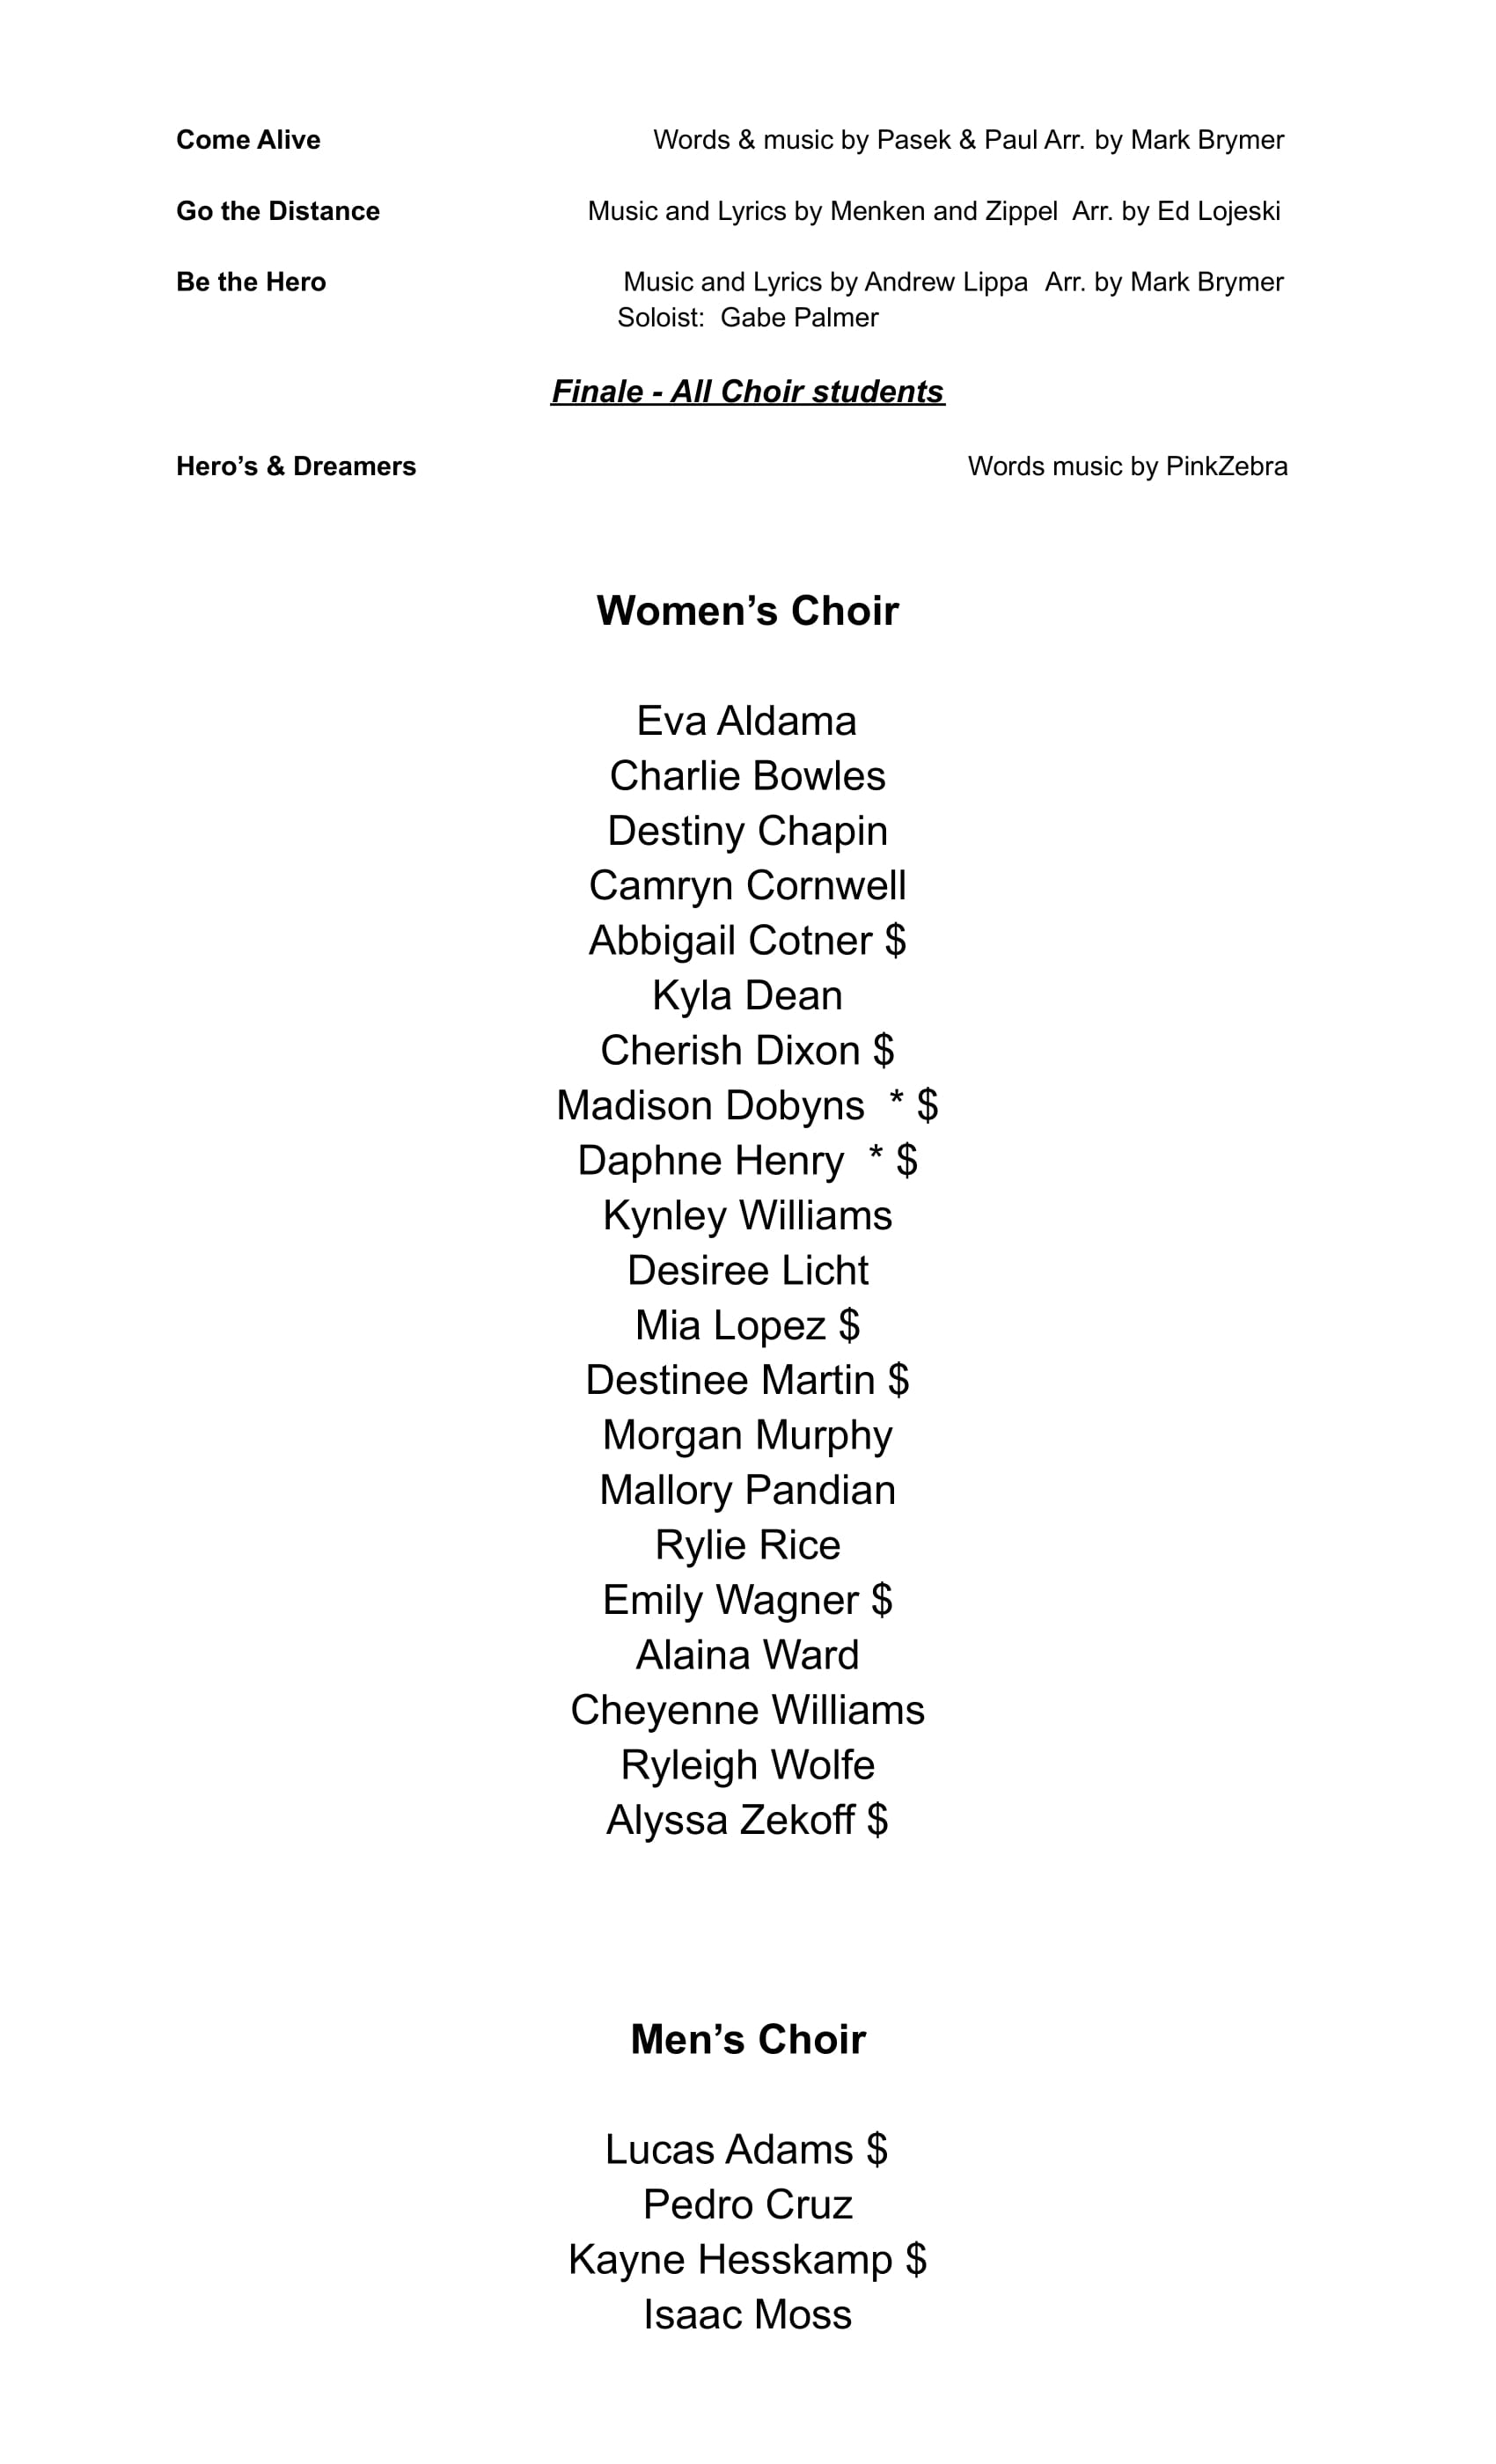 Come Alive Words & music by Pasek & Paul Arr. by Mark Brymer
Go the Distance Music and Lyrics by Menken and Zippel Arr. by Ed Lojeski
Be the Hero Music and Lyrics by Andrew Lippa Arr. by Mark Brymer
Soloist: Gabe Palmer
Finale - All Choir students
Hero’s & Dreamers Words music by PinkZebra
Women’s Choir
Eva Aldama
Charlie Bowles
Destiny Chapin
Camryn Cornwell
Abbigail Cotner $
Kyla Dean
Cherish Dixon $
Madison Dobyns * $
Daphne Henry * $
Kynley Williams
Desiree Licht
Mia Lopez $
Destinee Martin $
Morgan Murphy
Mallory Pandian
Rylie Rice
Emily Wagner $
Alaina Ward
Cheyenne Williams
Ryleigh Wolfe
Alyssa Zekoff $
Men’s Choir
Lucas Adams $
Pedro Cruz
Kayne Hesskamp $
Isaac Moss